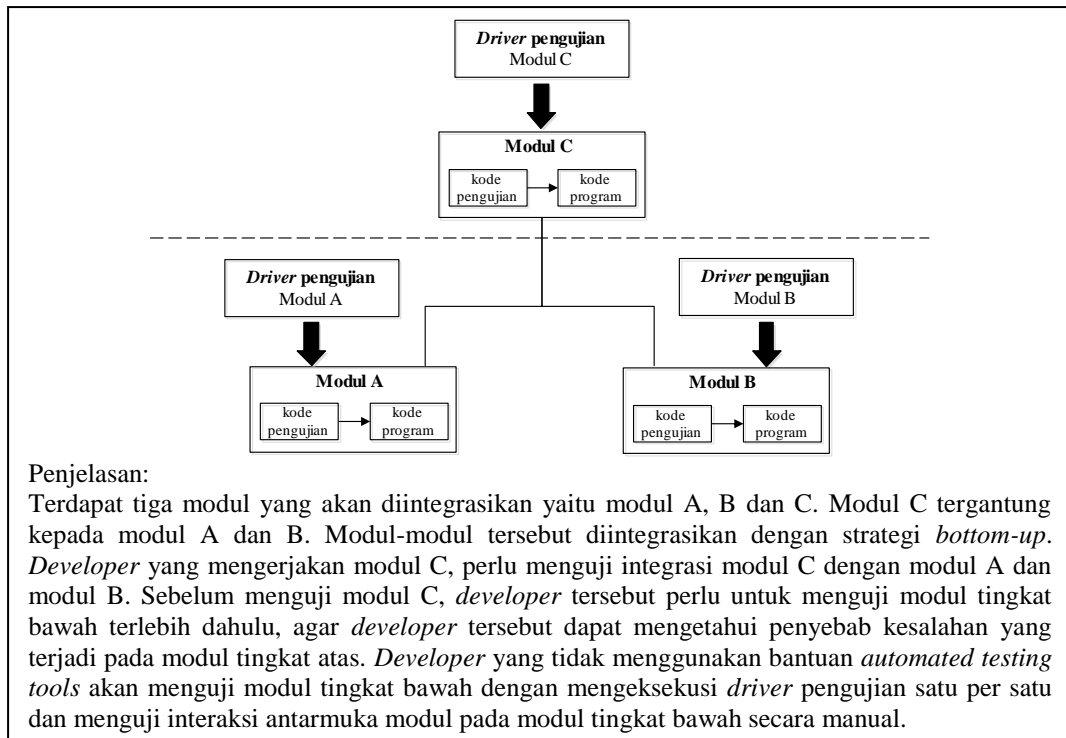 Driver pengujian
Modul C
Modul C
kode
pengujian
kode
program
Driver pengujian
Modul A
Driver pengujian
Modul B
Modul A
kode
pengujian
kode
program
Modul B
kode
pengujian
kode
program
Penjelasan:
Terdapat tiga modul yang akan diintegrasikan yaitu modul A, B dan C. Modul C tergantung
kepada modul A dan B. Modul-modul tersebut diintegrasikan dengan strategi bottom-up.
Developer yang mengerjakan modul C, perlu menguji integrasi modul C dengan modul A dan
modul B. Sebelum menguji modul C, developer tersebut perlu untuk menguji modul tingkat
bawah terlebih dahulu, agar developer tersebut dapat mengetahui penyebab kesalahan yang
terjadi pada modul tingkat atas. Developer yang tidak menggunakan bantuan automated testing
tools akan menguji modul tingkat bawah dengan mengeksekusi driver pengujian satu per satu
dan menguji interaksi antarmuka modul pada modul tingkat bawah secara manual.